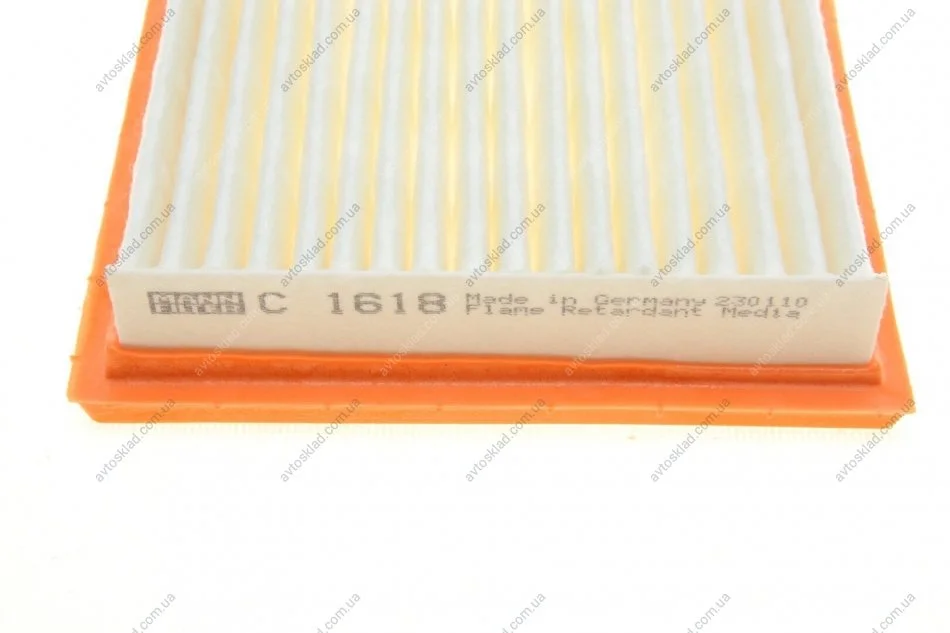 MANN FILTER C 1618 Made in Germany 230110
Flame Retardant Media
avtosklad.com.ua